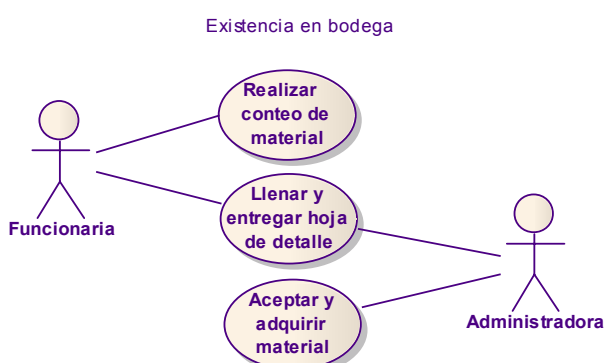 Existencia en bodega
Realizar
conteo de
material
Funcionaria
Llenar y
entregar hoja
de detalle
Aceptar y
adquirir
material
Administradora